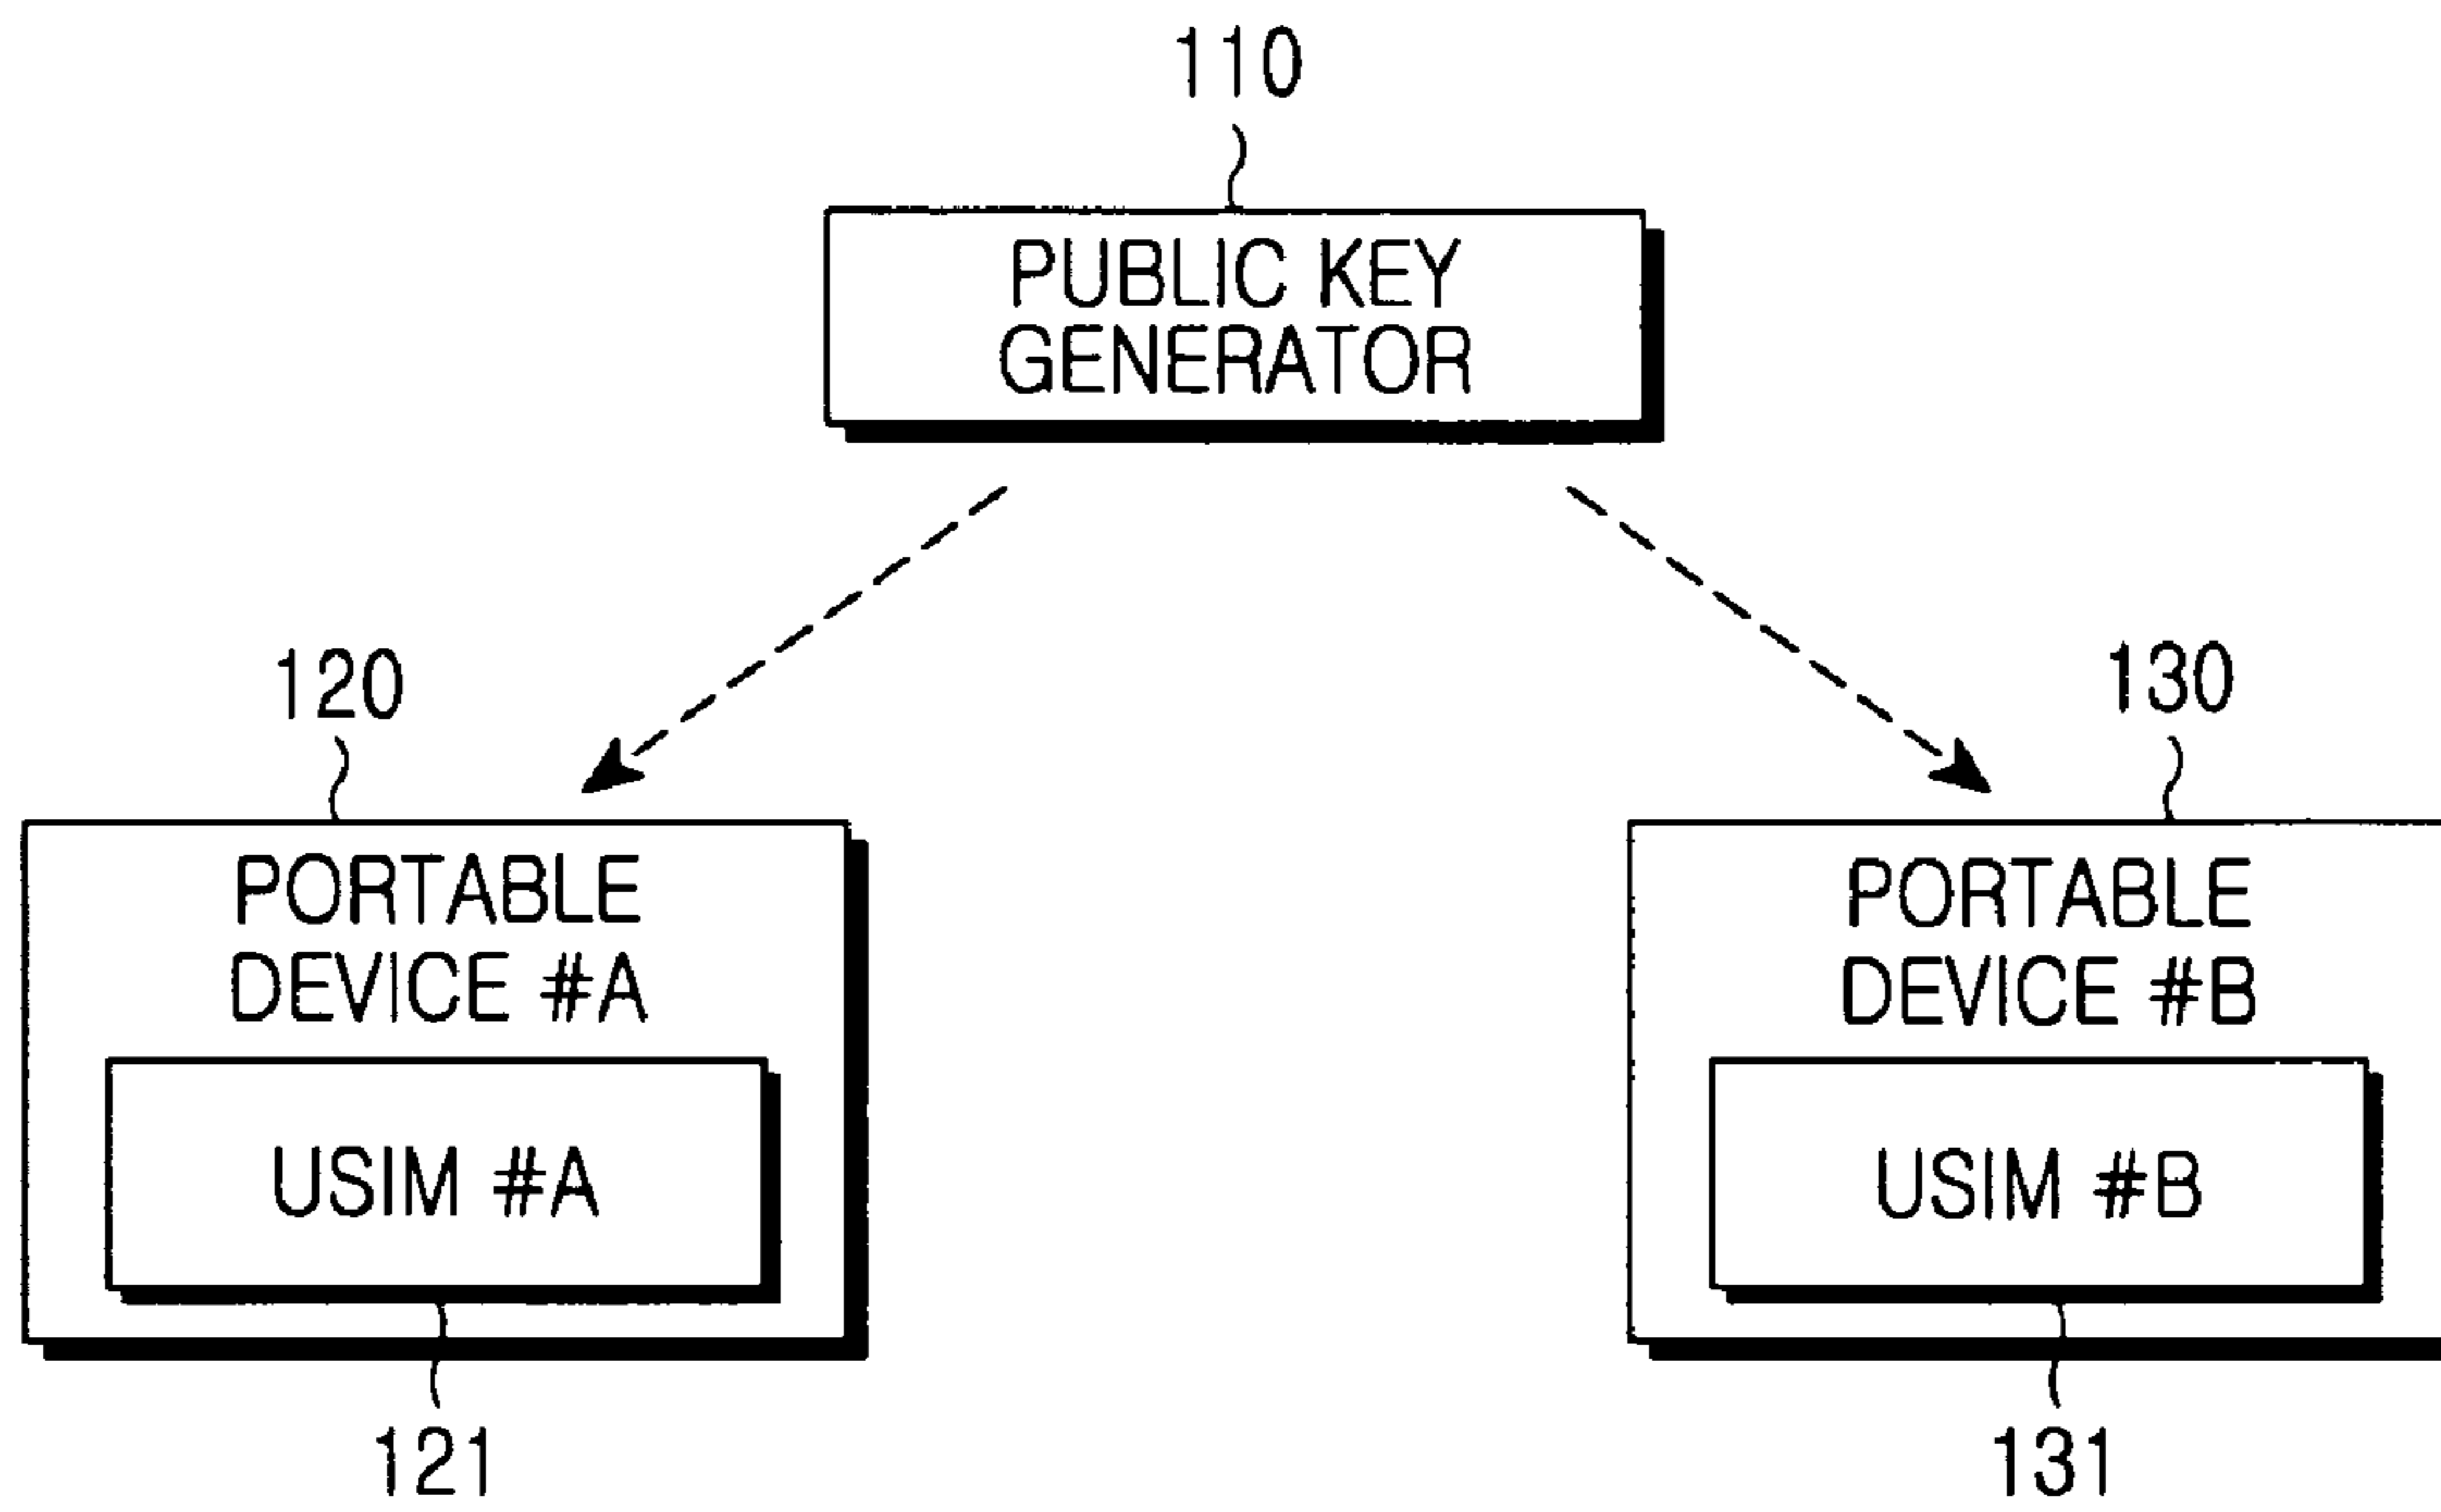 110
PUBLIC KEY
GENERATOR
120
130
PORTABLE
DEVICE #A
PORTABLE
DEVICE #B
USIM #A
USIM #B
121
131